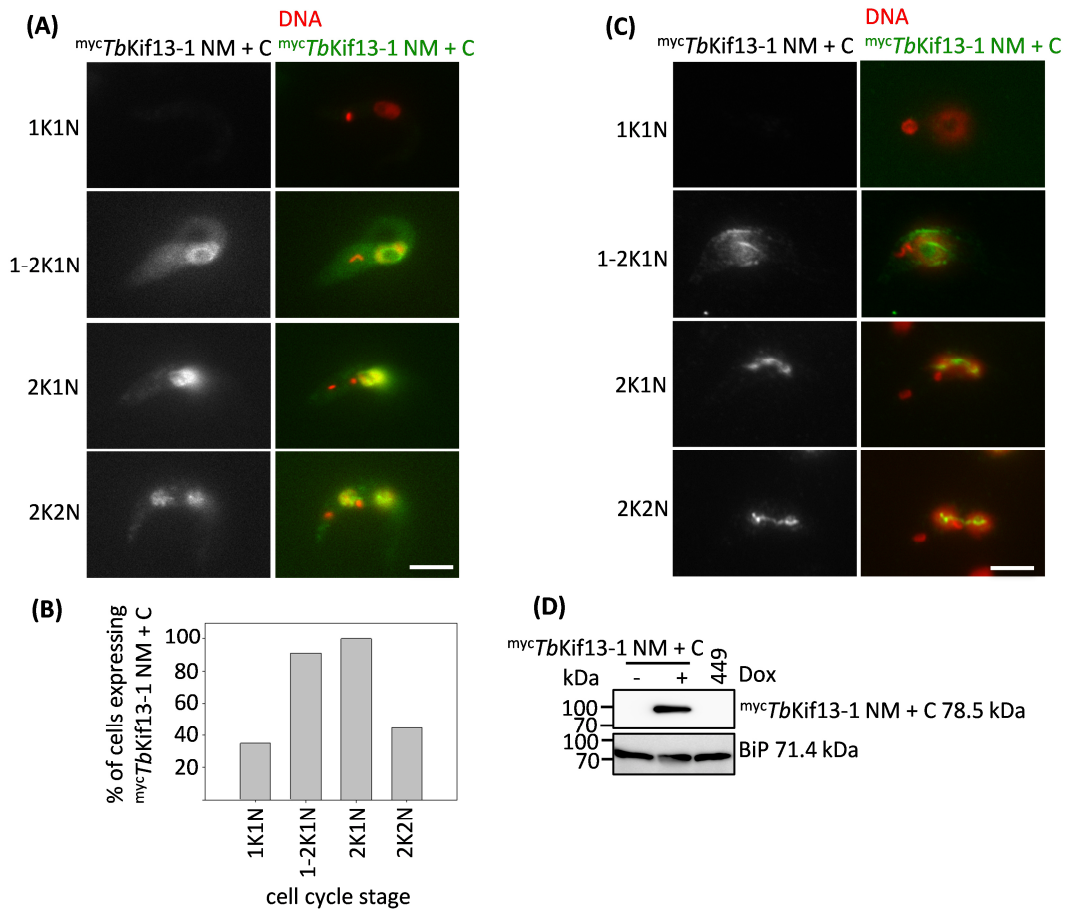 (A)
DNA
mycTbKif13-1 NM + C mycTbKif13-1 NM + C
1K1N
1-2K1N
2K1N
2K2N
(C)
DNA
mycTbKif13-1 NM + C mycTbKif13-1 NM + C
1K1N
1-2K1N
2K1N
2K2N
(B)
% of cells expressing
mycTbKif13-1 NM + C
100
80
60
40
20
1K1N
1-2K1N
2K1N
2K2N
cell cycle stage
(D)
mycTbKif13-1 NM + C 449
kDa - + Dox
100
70
mycTbKif13-1 NM + C 78.5 kDa
100
70
BiP 71.4 kDa